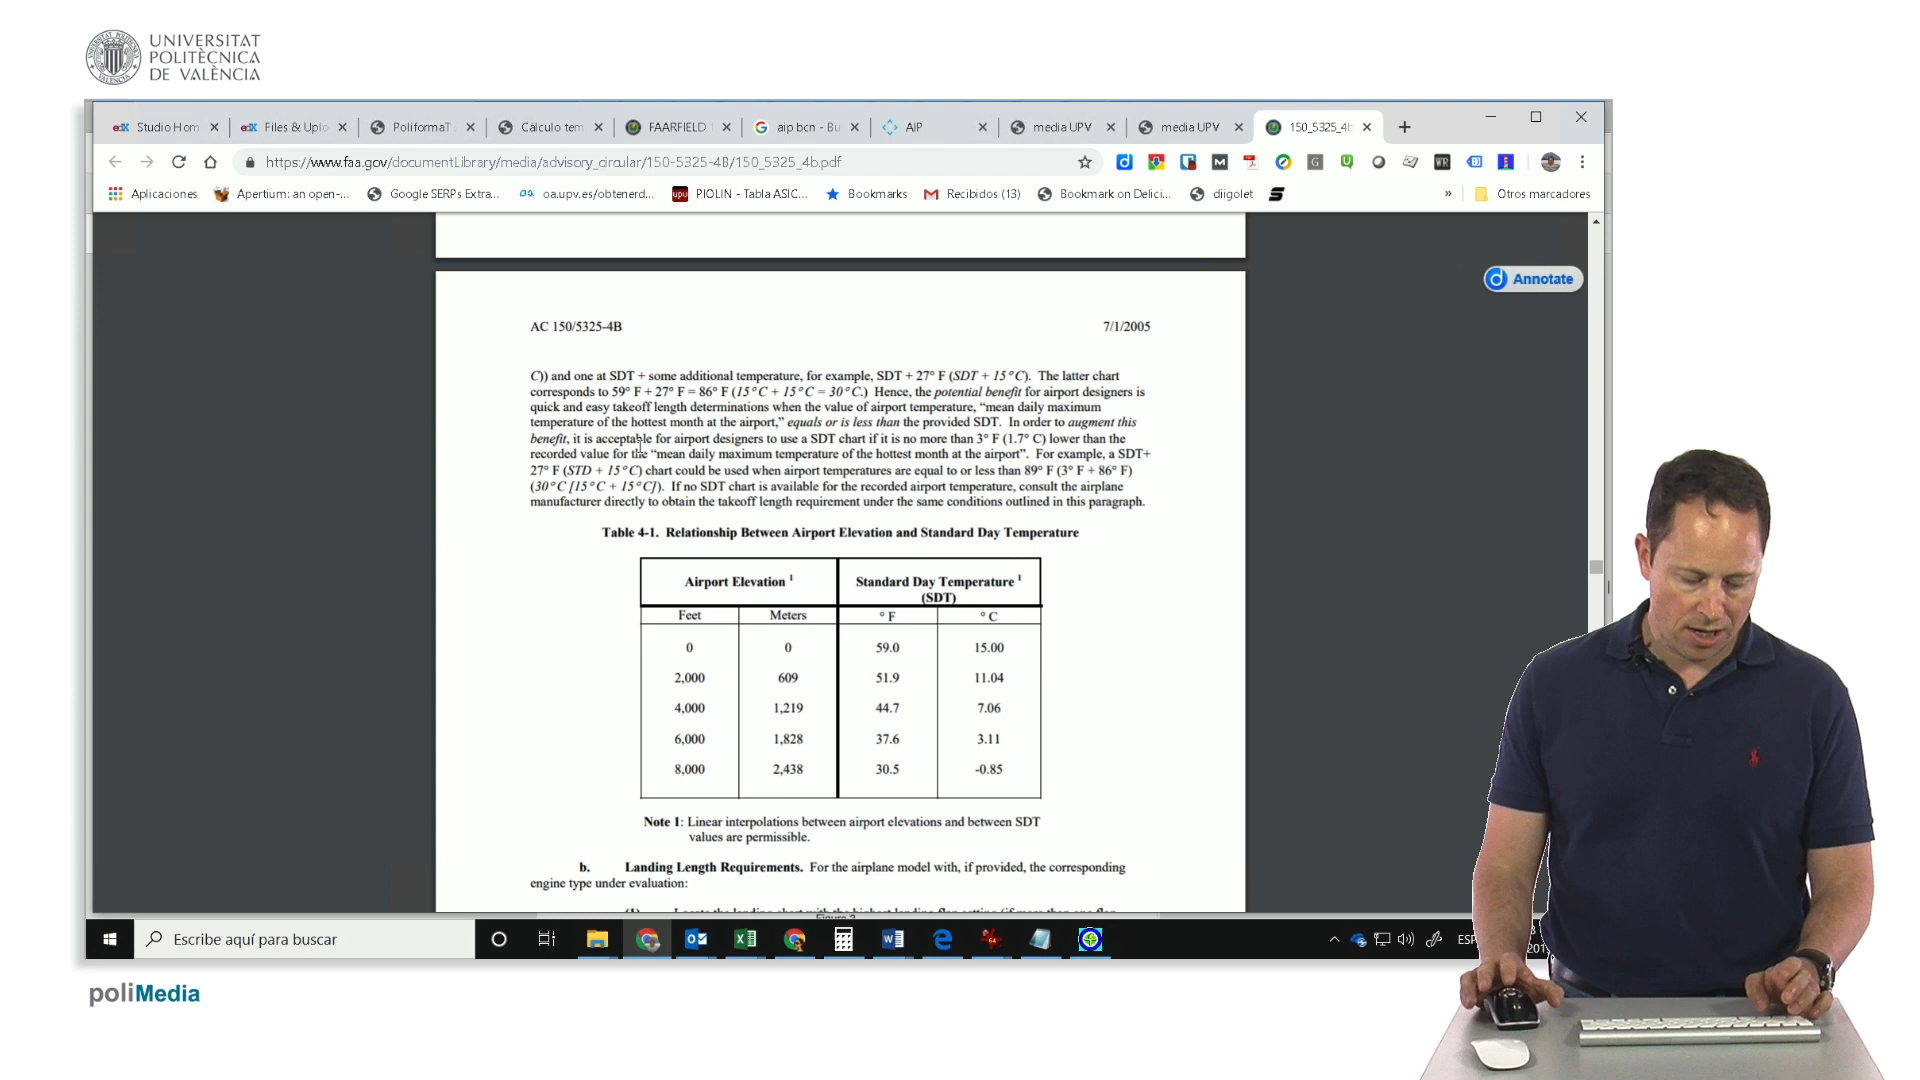 UNIVERSITAT
POLITÈCNICA
DE VALÈNCIA
edX Studio Hom
edX Files & Uplo
PoliformaT
Cálculo tem
FAARFIELD
aip bcn - Bu
AIP
media UPV
media UPV
150_5325_4b
https://www.faa.gov/documentLibrary/media/advisory_circular/150-5325-4B/150_5325_4b.pdf
Aplicaciones
Apertium: an open-...
Google SERPs Extra...
oa.upv.es/obtenerd...
PIOLIN - Tabla ASIC...
Bookmarks
Recibidos (13)
Bookmark on Delici...
diigolet
»
Otros marcadores
Annotate
AC 150/5325-4B 7/1/2005
C)) and one at SDT + some additional temperature, for example, SDT + 27° F (SDT + 15°C). The latter chart
corresponds to 59° F + 27° F = 86° F (15°C + 15°C = 30°C.) Hence, the potential benefit for airport designers is
quick and easy takeoff length determinations when the value of airport temperature, “mean daily maximum
temperature of the hottest month at the airport,” equals or is less than the provided SDT. In order to augment this
benefit, it is acceptable for airport designers to use a SDT chart if it is no more than 3° F (1.7° C) lower than the
recorded value for the “mean daily maximum temperature of the hottest month at the airport”. For example, a SDT+
27° F (STD + 15°C) chart could be used when airport temperatures are equal to or less than 89° F (3° F + 86° F)
(30°C [15°C + 15°C]). If no SDT chart is available for the recorded airport temperature, consult the airplane
manufacturer directly to obtain the takeoff length requirement under the same conditions outlined in this paragraph.
Table 4-1. Relationship Between Airport Elevation and Standard Day Temperature
Airport Elevation 1 Standard Day Temperature 1
(SDT)
Feet Meters ° F ° C
0 0 59.0 15.00
2,000 609 51.9 11.04
4,000 1,219 44.7 7.06
6,000 1,828 37.6 3.11
8,000 2,438 30.5 -0.85
Note 1: Linear interpolations between airport elevations and between SDT
values are permissible.
b. Landing Length Requirements. For the airplane model with, if provided, the corresponding
engine type under evaluation:
Escribe aquí para buscar
ESP
poliMedia